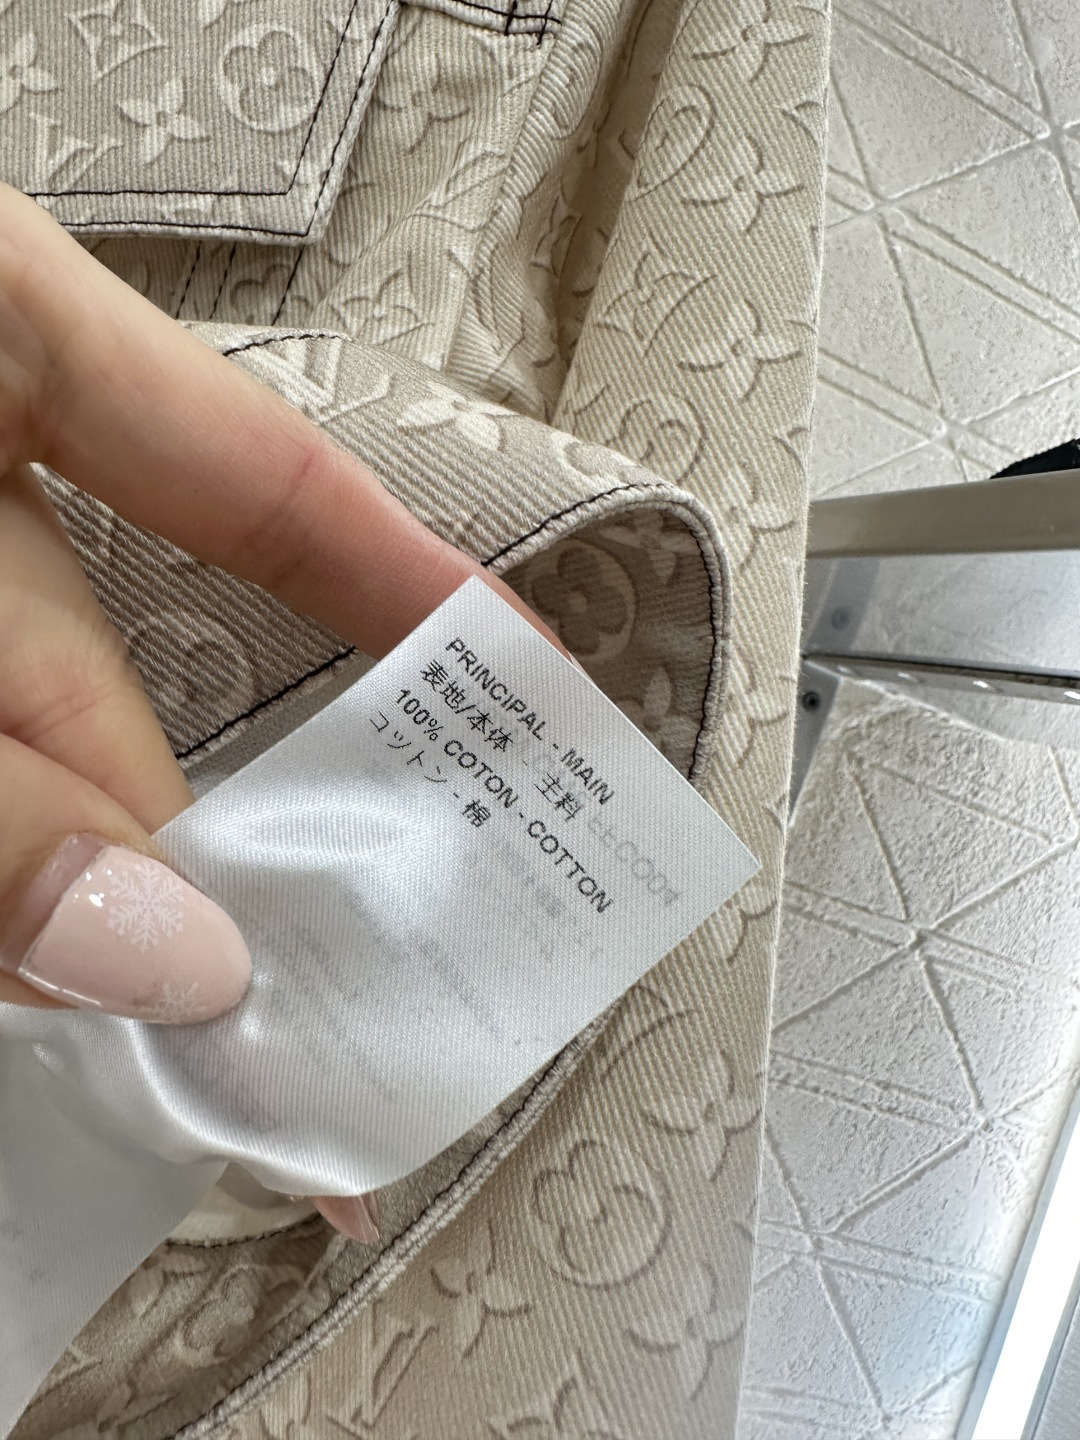 PRINCIPAL - MAIN
表地/本体 - 主料
100% COTON - COTTON
コットン - 棉